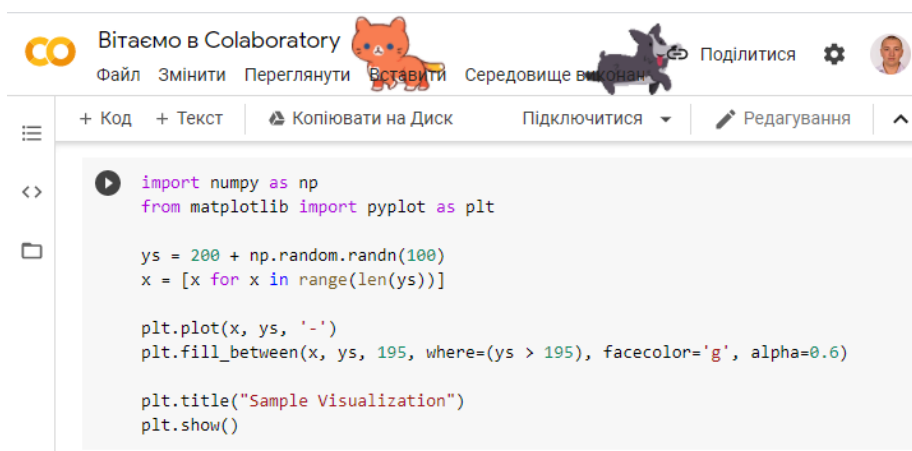 Вітаємо в Colaboratory
Поділитися
Файл Змінити Переглянути Вставити Середовище виконан
+ Код + Текст Копіювати на Диск Підключитися Редагування
import numpy as np
from matplotlib import pyplot as plt
ys = 200 + np.random.randn(100)
x = [x for x in range(len(ys))]
plt.plot(x, ys, '-')
plt.fill_between(x, ys, 195, where=(ys > 195), facecolor='g', alpha=0.6)
plt.title("Sample Visualization")
plt.show()